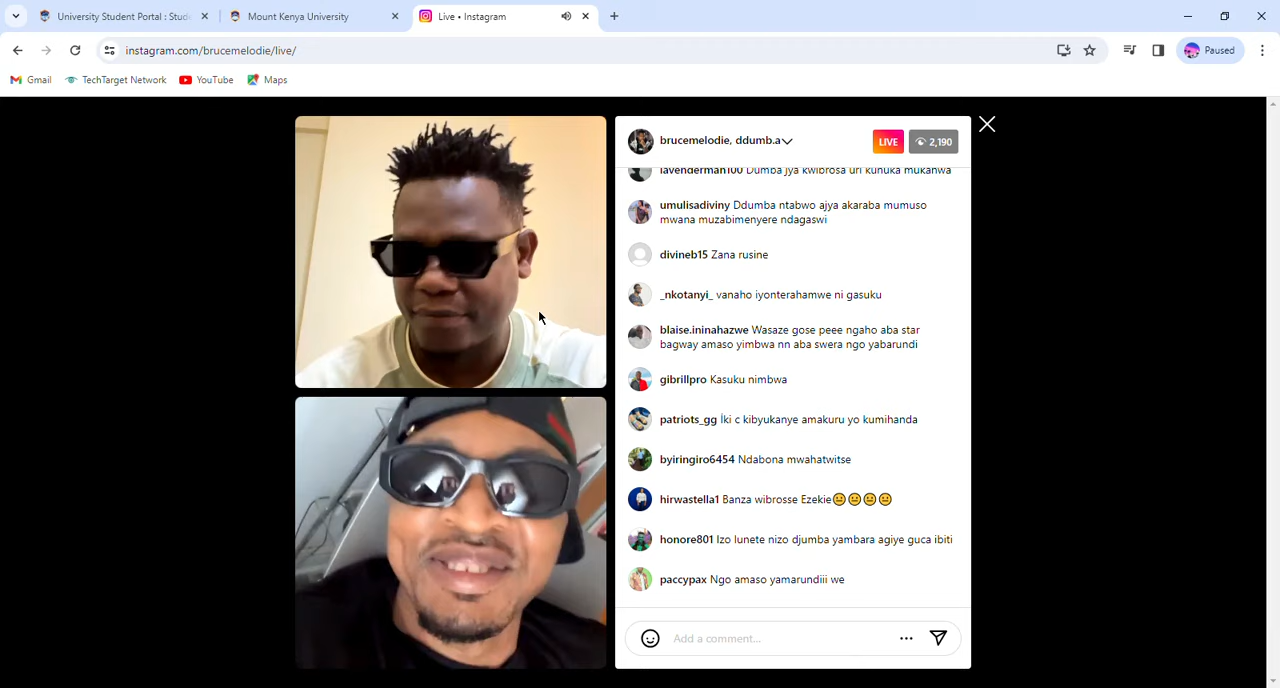 University Student Portal : Stude
Mount Kenya University
Live • Instagram
instagram.com/brucemelodie/live/
Paused
Gmail
TechTarget Network
YouTube
Maps
brucemelodie, ddumb.a
LIVE
2,190
lavenderman100 Dumba jya kwibrosa uri kunuka mukanwa
umulisadiviny Ddumba ntabwo ajya akaraba mumuso
mwana muzabimenyere ndagaswi
divineb15 Zana rusine
_nkotanyi_ vanaho iyonterahamwe ni gasuku
blaise.ininahazwe Wasaze gose peee ngaho aba star
bagway amaso yimbwa nn aba swera ngo yabarundi
gibrillpro Kasuku nimbwa
patriots_gg İki c kibyukanye amakuru yo kumihanda
byiringiro6454 Ndabona mwahatwitse
hirwastella1 Banza wibrosse Ezekie😐😐😐😐
honore801 Izo lunete nizo djumba yambara agiye guca ibiti
paccypax Ngo amaso yamarundiii we
Add a comment...